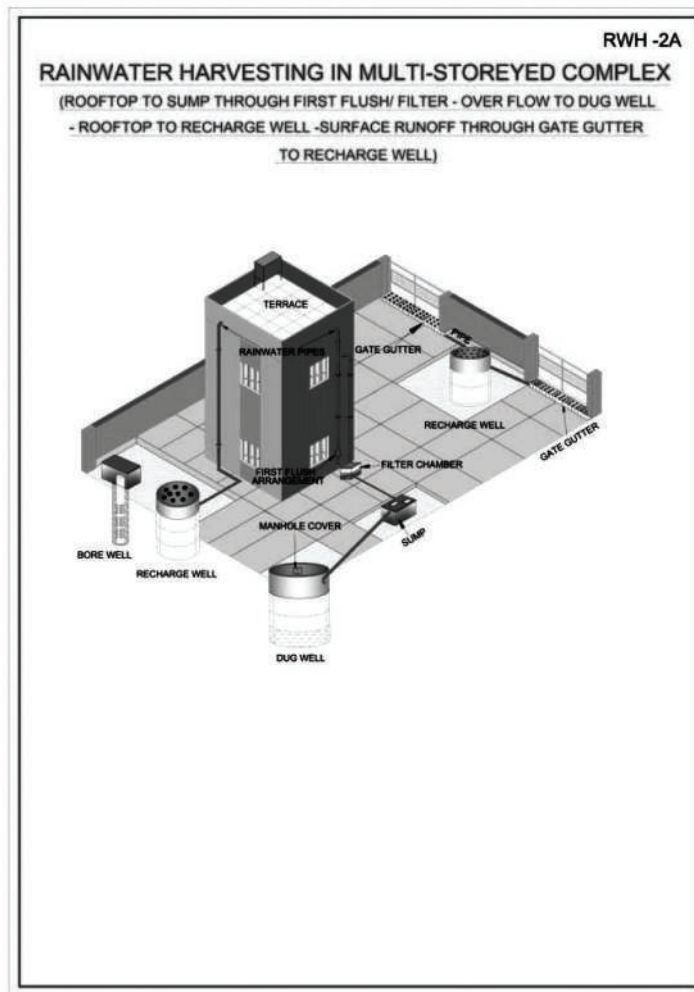 RWH -2A
RAINWATER HARVESTING IN MULTI-STOREYED COMPLEX
(ROOFTOP TO SUMP THROUGH FIRST FLUSH/ FILTER - OVER FLOW TO DUG WELL
- ROOFTOP TO RECHARGE WELL -SURFACE RUNOFF THROUGH GATE GUTTER
TO RECHARGE WELL)
TERRACE
RAINWATER PIPES
GATE GUTTER
PIPE
RECHARGE WELL
GATE GUTTER
FILTER CHAMBER
FIRST FLUSH
ARRANGEMENT
MANHOLE COVER
SUMP
BORE WELL
RECHARGE WELL
DUG WELL